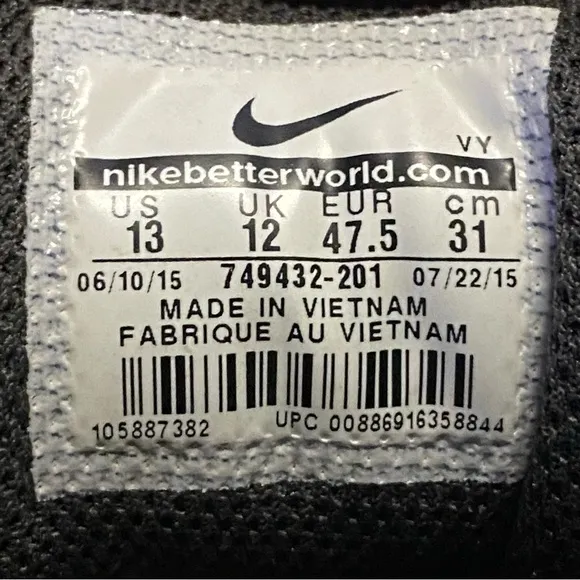 VY
nikebetterworld.com
US UK EUR cm
13 12 47.5 31
06/10/15 749432-201 07/22/15
MADE IN VIETNAM
FABRIQUE AU VIETNAM
105887382 UPC 00886916358844